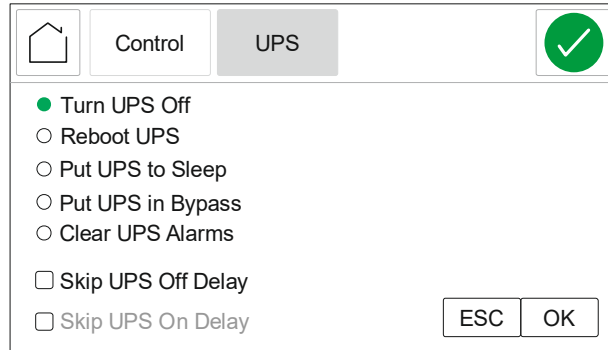 Control UPS
Turn UPS Off
Reboot UPS
Put UPS to Sleep
Put UPS in Bypass
Clear UPS Alarms
Skip UPS Off Delay
Skip UPS On Delay
ESC OK